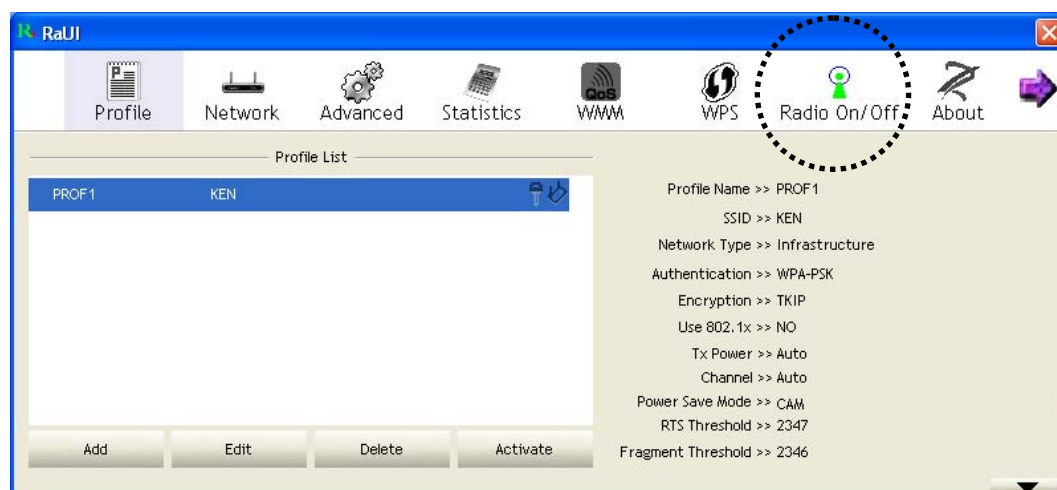 RaUI
Profile Network Advanced Statistics QoS WMM WPS Radio On/Off About
Profile List
PROF1 KEN
Profile Name >> PROF1
SSID >> KEN
Network Type >> Infrastructure
Authentication >> WPA-PSK
Encryption >> TKIP
Use 802.1x >> NO
Tx Power >> Auto
Channel >> Auto
Power Save Mode >> CAM
RTS Threshold >> 2347
Fragment Threshold >> 2346
Add Edit Delete Activate